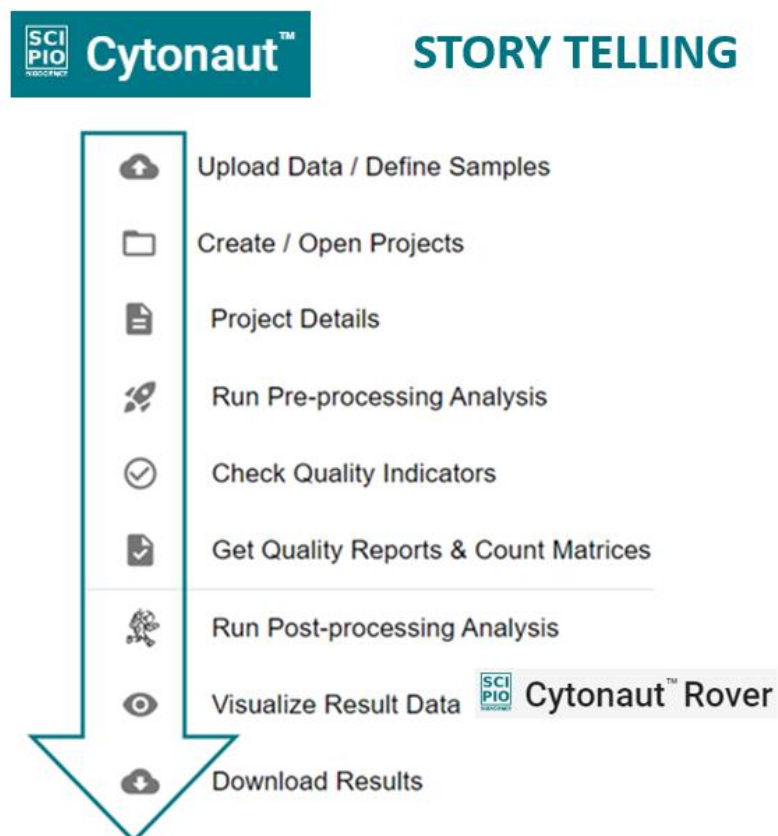 SCI
PIO
Cytonaut™
STORY TELLING
Upload Data / Define Samples
Create / Open Projects
Project Details
Run Pre-processing Analysis
Check Quality Indicators
Get Quality Reports & Count Matrices
Run Post-processing Analysis
Visualize Result Data
SCI
PIO
Cytonaut™ Rover
Download Results